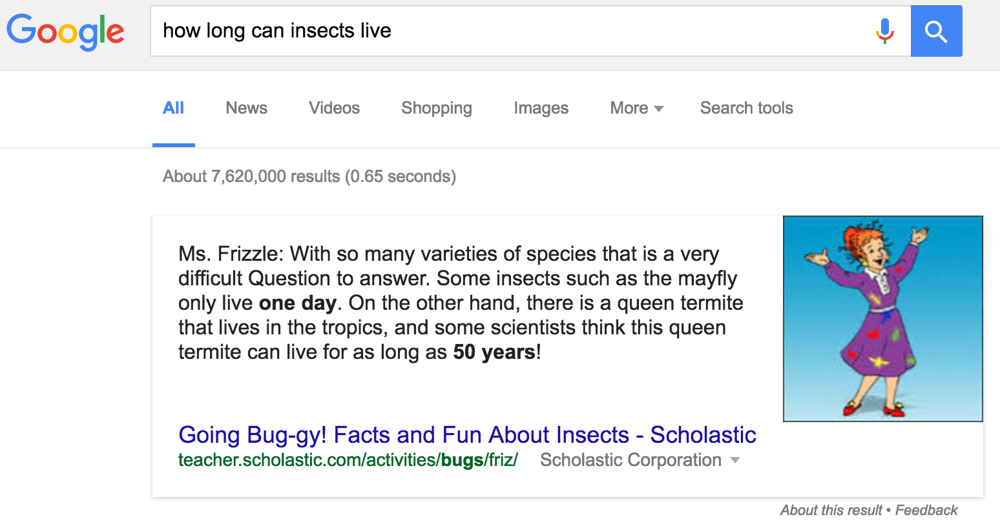 Google
how long can insects live
All News Videos Shopping Images More Search tools
About 7,620,000 results (0.65 seconds)
Ms. Frizzle: With so many varieties of species that is a very
difficult Question to answer. Some insects such as the mayfly
only live one day. On the other hand, there is a queen termite
that lives in the tropics, and some scientists think this queen
termite can live for as long as 50 years!
Going Bug-gy! Facts and Fun About Insects - Scholastic
teacher.scholastic.com/activities/bugs/friz/ Scholastic Corporation
About this result • Feedback